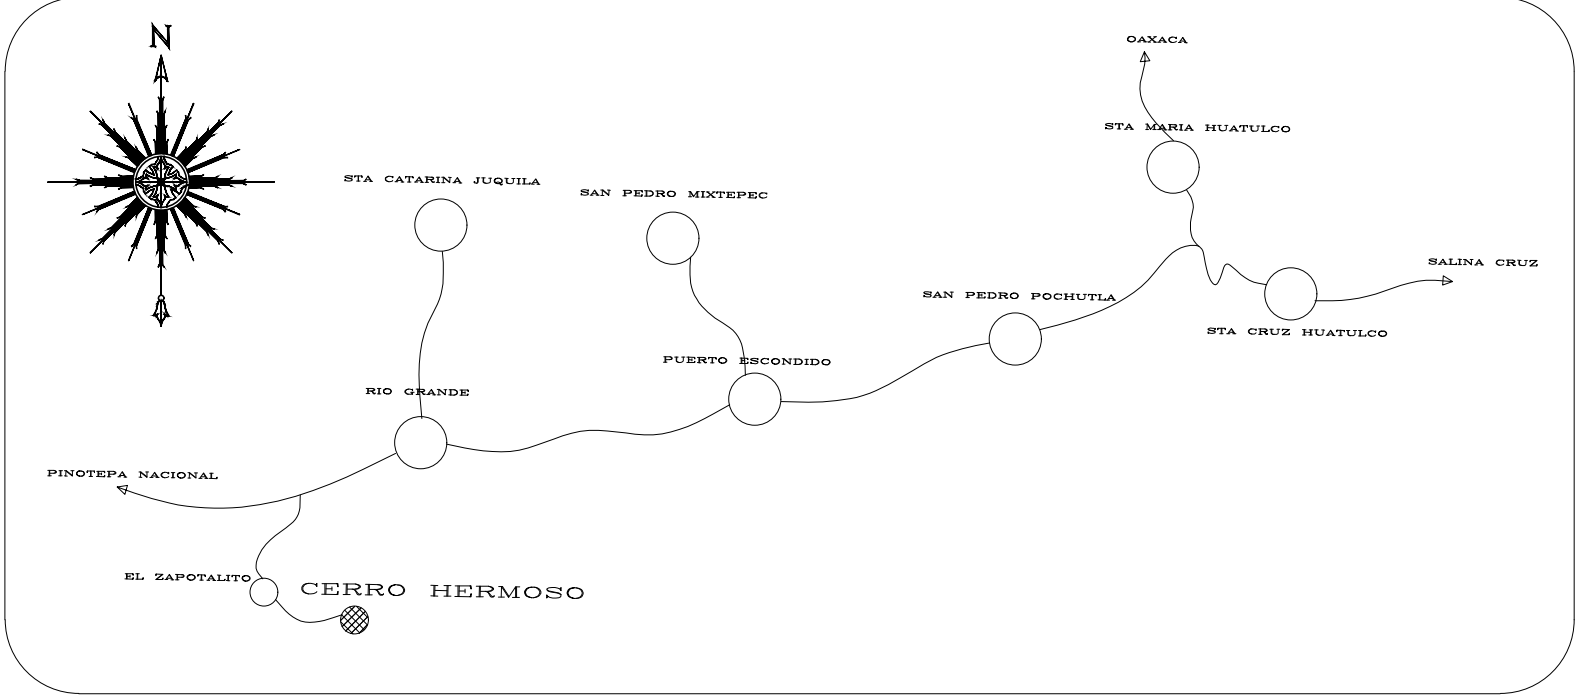 N
OAXACA
STA MARIA HUATULCO
STA CATARINA JUQUILA
SAN PEDRO MIXTEPEC
SALINA CRUZ
SAN PEDRO POCHUTLA
STA CRUZ HUATULCO
PUERTO ESCONDIDO
RIO GRANDE
PINOTEPA NACIONAL
EL ZAPOTALITO
CERRO HERMOSO